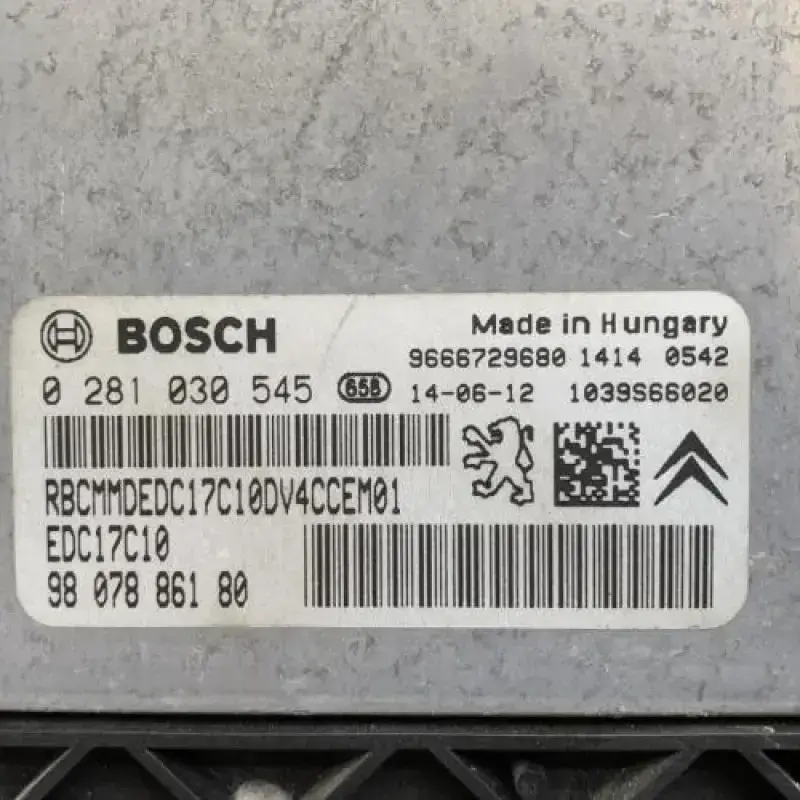 BOSCH
Made in Hungary
9666729680 1414 0542
0 281 030 545 658 14-06-12 1039S66020
RBCMMDEDC17C10DV4CCEM01
EDC17C10
98 078 861 80